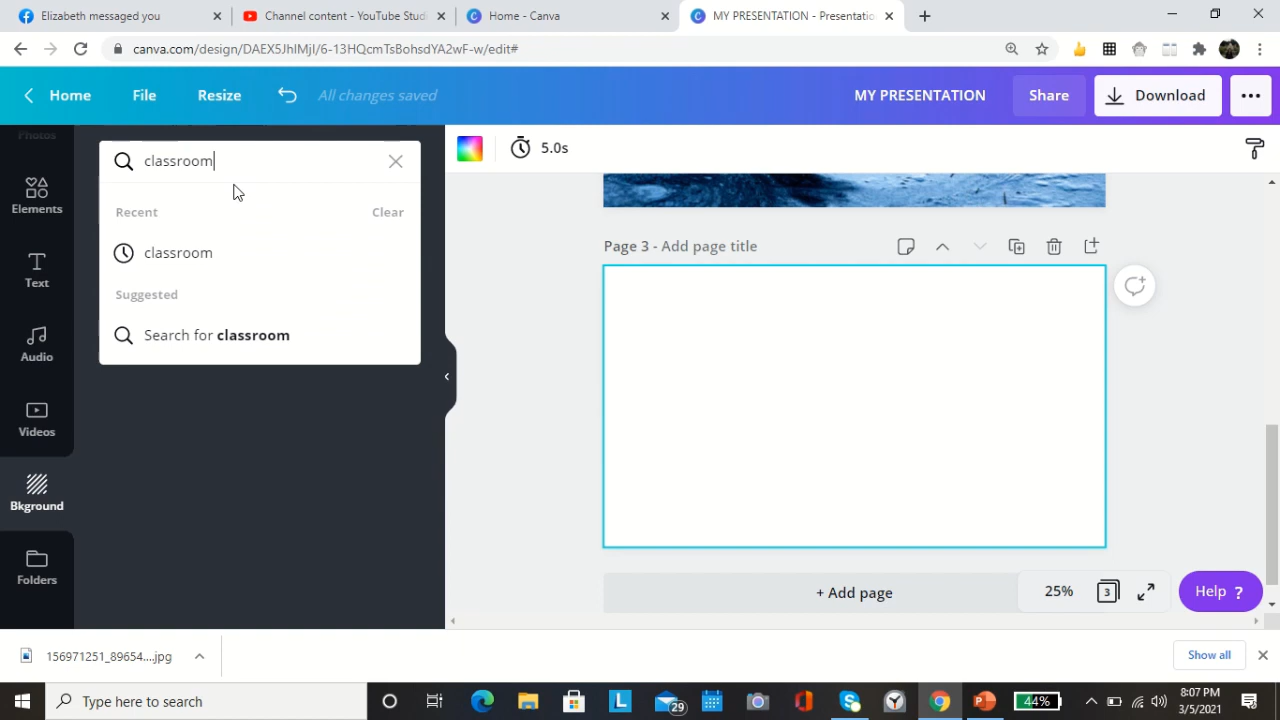 Elizabeth messaged you
Channel content - YouTube Studi
Home - Canva
MY PRESENTATION - Presentatio
canva.com/design/DAEX5JhIMjI/6-13HQcmTsBohsdYA2wF-w/edit#
Home
File
Resize
All changes saved
MY PRESENTATION
Share
Download
Photos
Elements
Text
Audio
Videos
Bkground
Folders
classroom
Recent
Clear
classroom
Suggested
Search for classroom
5.0s
Page 3 - Add page title
+ Add page
25%
3
Help ?
156971251_89654....jpg
Show all
Type here to search
L
29
44%
8:07 PM
3/5/2021